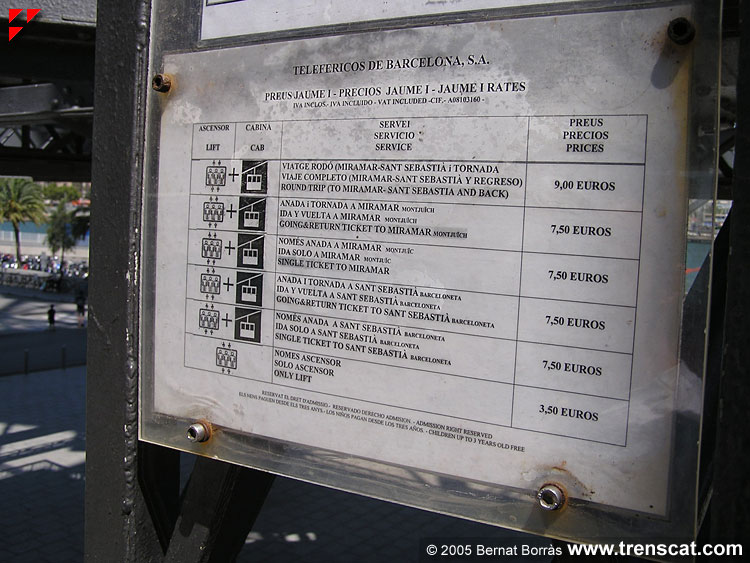 TELEFERICOS DE BARCELONA, S.A.
PREUS JAUME I - PRECIOS JAUME I - JAUME I RATES
IVA INCLOS.- IVA INCLUIDO - VAT INCLUDED -CIF.- A08103160 -
ASCENSOR
LIFT
CABINA
CAB
SERVEI
SERVICIO
SERVICE
PREUS
PRECIOS
PRICES
VIATGE RODÓ (MIRAMAR-SANT SEBASTIÀ i TORNADA
VIAJE COMPLETO (MIRAMAR-SANT SEBASTIÀ Y REGRESO)
ROUND TRIP (TO MIRAMAR- SANT SEBASTIA AND BACK)
9,00 EUROS
ANADA i TORNADA A MIRAMAR MONTJUÏCH
IDA Y VUELTA A MIRAMAR MONTJUÏCH
GOING&RETURN TICKET TO MIRAMAR MONTJUÏCH
7,50 EUROS
NOMÉS ANADA A MIRAMAR MONTJUÏC
IDA SOLO A MIRAMAR MONTJUÏC
SINGLE TICKET TO MIRAMAR
7,50 EUROS
ANADA I TORNADA A SANT SEBASTIÀ BARCELONETA
IDA Y VUELTA A SANT SEBASTIÀ BARCELONETA
GOING&RETURN TICKET TO SANT SEBASTIÀ BARCELONETA
7,50 EUROS
NOMÉS ANADA A SANT SEBASTIÀ BARCELONETA
IDA SOLO A SANT SEBASTIÀ BARCELONETA
SINGLE TICKET TO SANT SEBASTIÀ BARCELONETA
7,50 EUROS
NOMES ASCENSOR
SOLO ASCENSOR
ONLY LIFT
3,50 EUROS
RESERVAT EL DRET D'ADMISSIO - RESERVADO DERECHO ADMISION. - ADMISSION RIGHT RESERVED
ELS NENS PAGUEN DESDE ELS TRES ANYS.- LOS NIÑOS PAGAN DESDE LOS TRES AÑOS. - CHILDREN UP TO 3 YEARS OLD FREE
© 2005 Bernat Borràs www.trenscat.com/